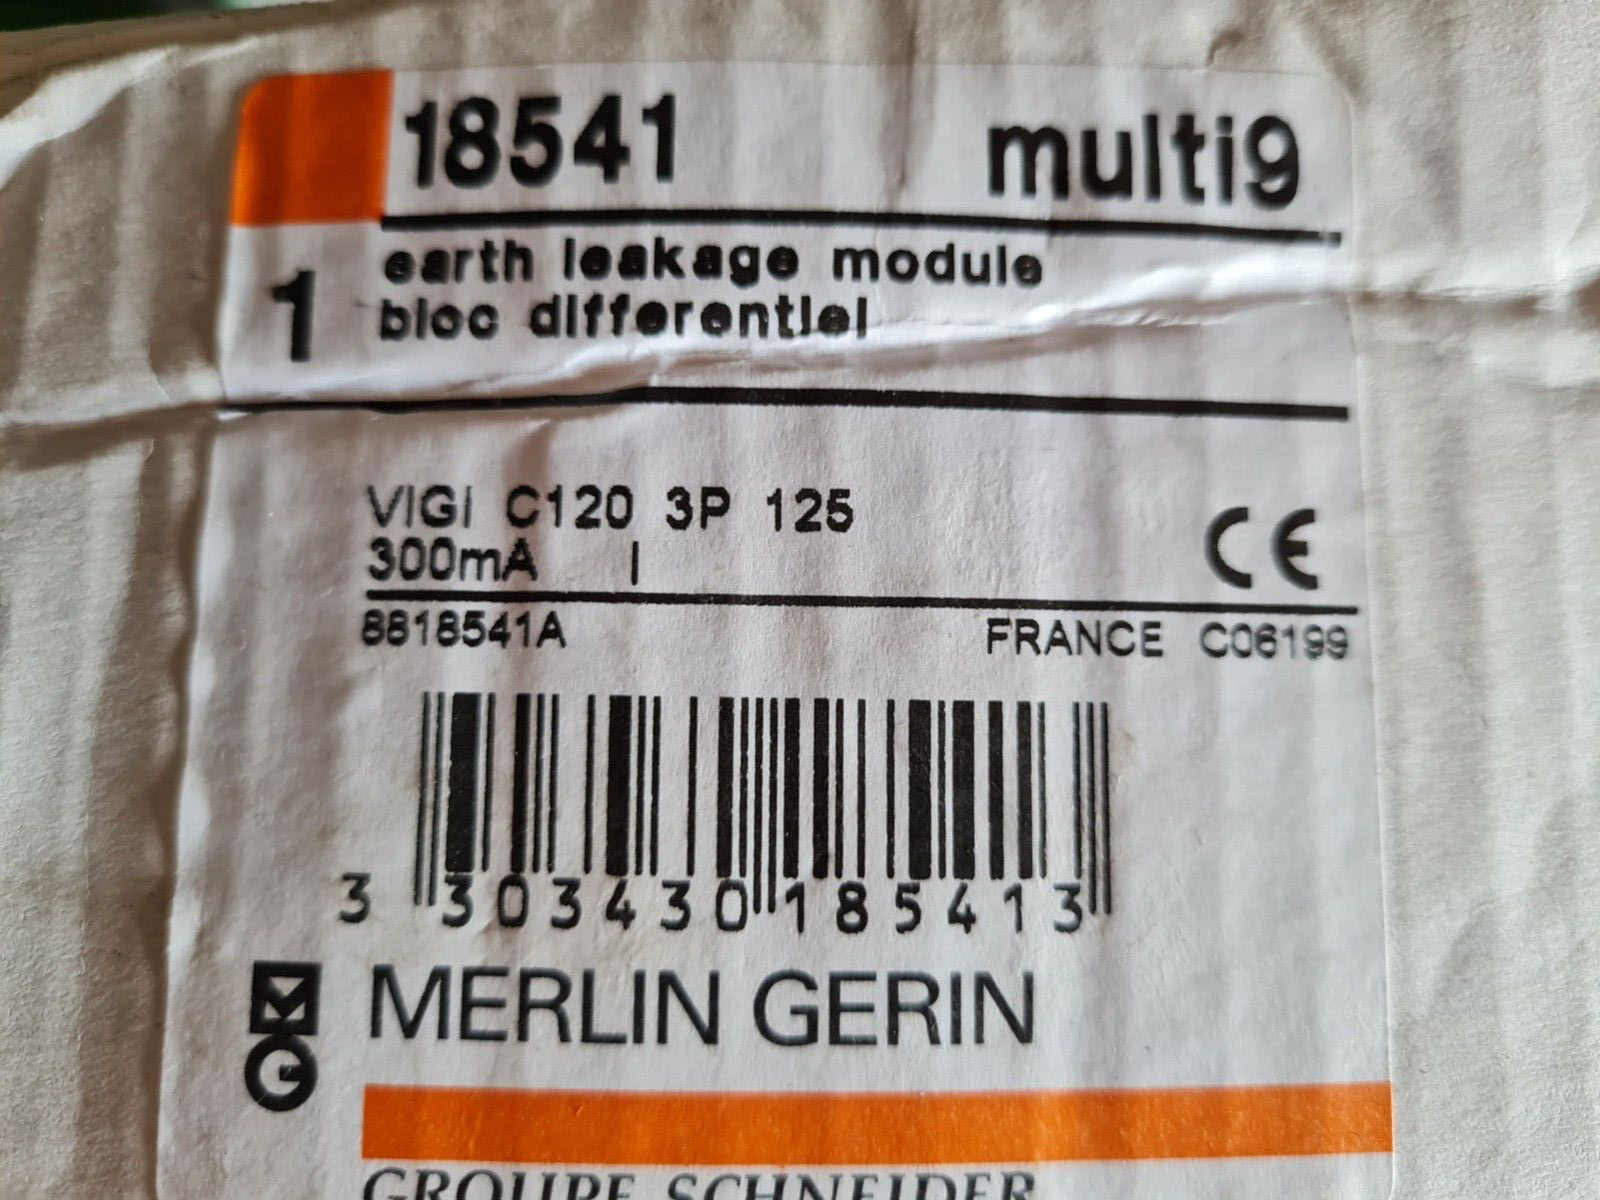 18541 multi9
1 earth leakage module
bloc differentiel
VIGI C120 3P 125
300mA I
CE
8818541A FRANCE C06199
3 303430 185413
MG MERLIN GERIN
GROUPE SCHNEIDER